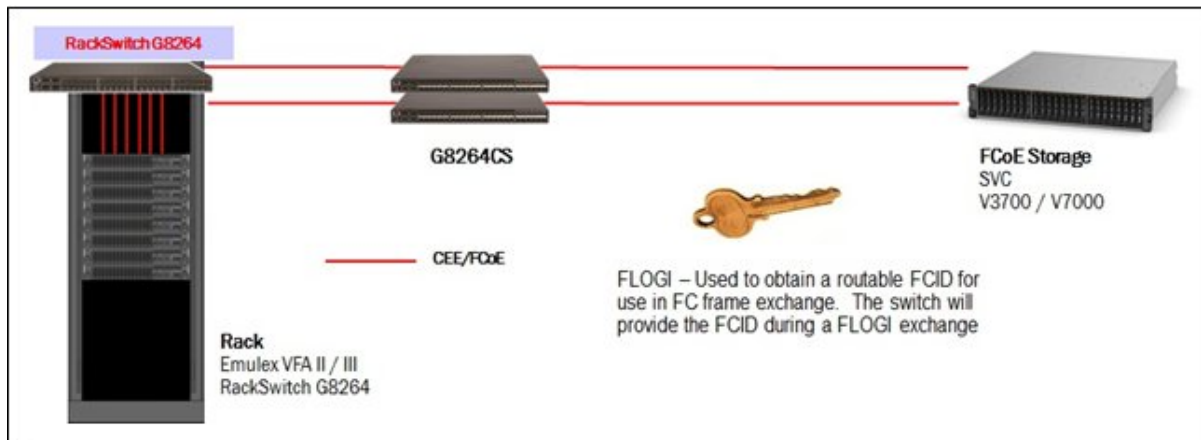 RackSwitch G8264
G8264CS
FCoE Storage
SVC
V3700 / V7000
CEE/FCoE
FLOGI – Used to obtain a routable FCID for
use in FC frame exchange. The switch will
provide the FCID during a FLOGI exchange
Rack
Emulex VFA II / III
RackSwitch G8264